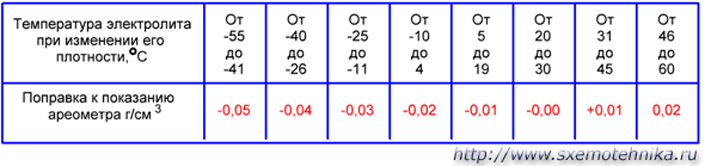 Температура электролита при изменении его плотности,°С
От -55 до -41
От -40 до -26
От -25 до -11
От -10 до 4
От 5 до 19
От 20 до 30
От 31 до 45
От 46 до 60
Поправка к показанию ареометра г/см 3
-0,05
-0,04
-0,03
-0,02
-0,01
-0,00
+0,01
0,02
http://www.sxemotehnika.ru